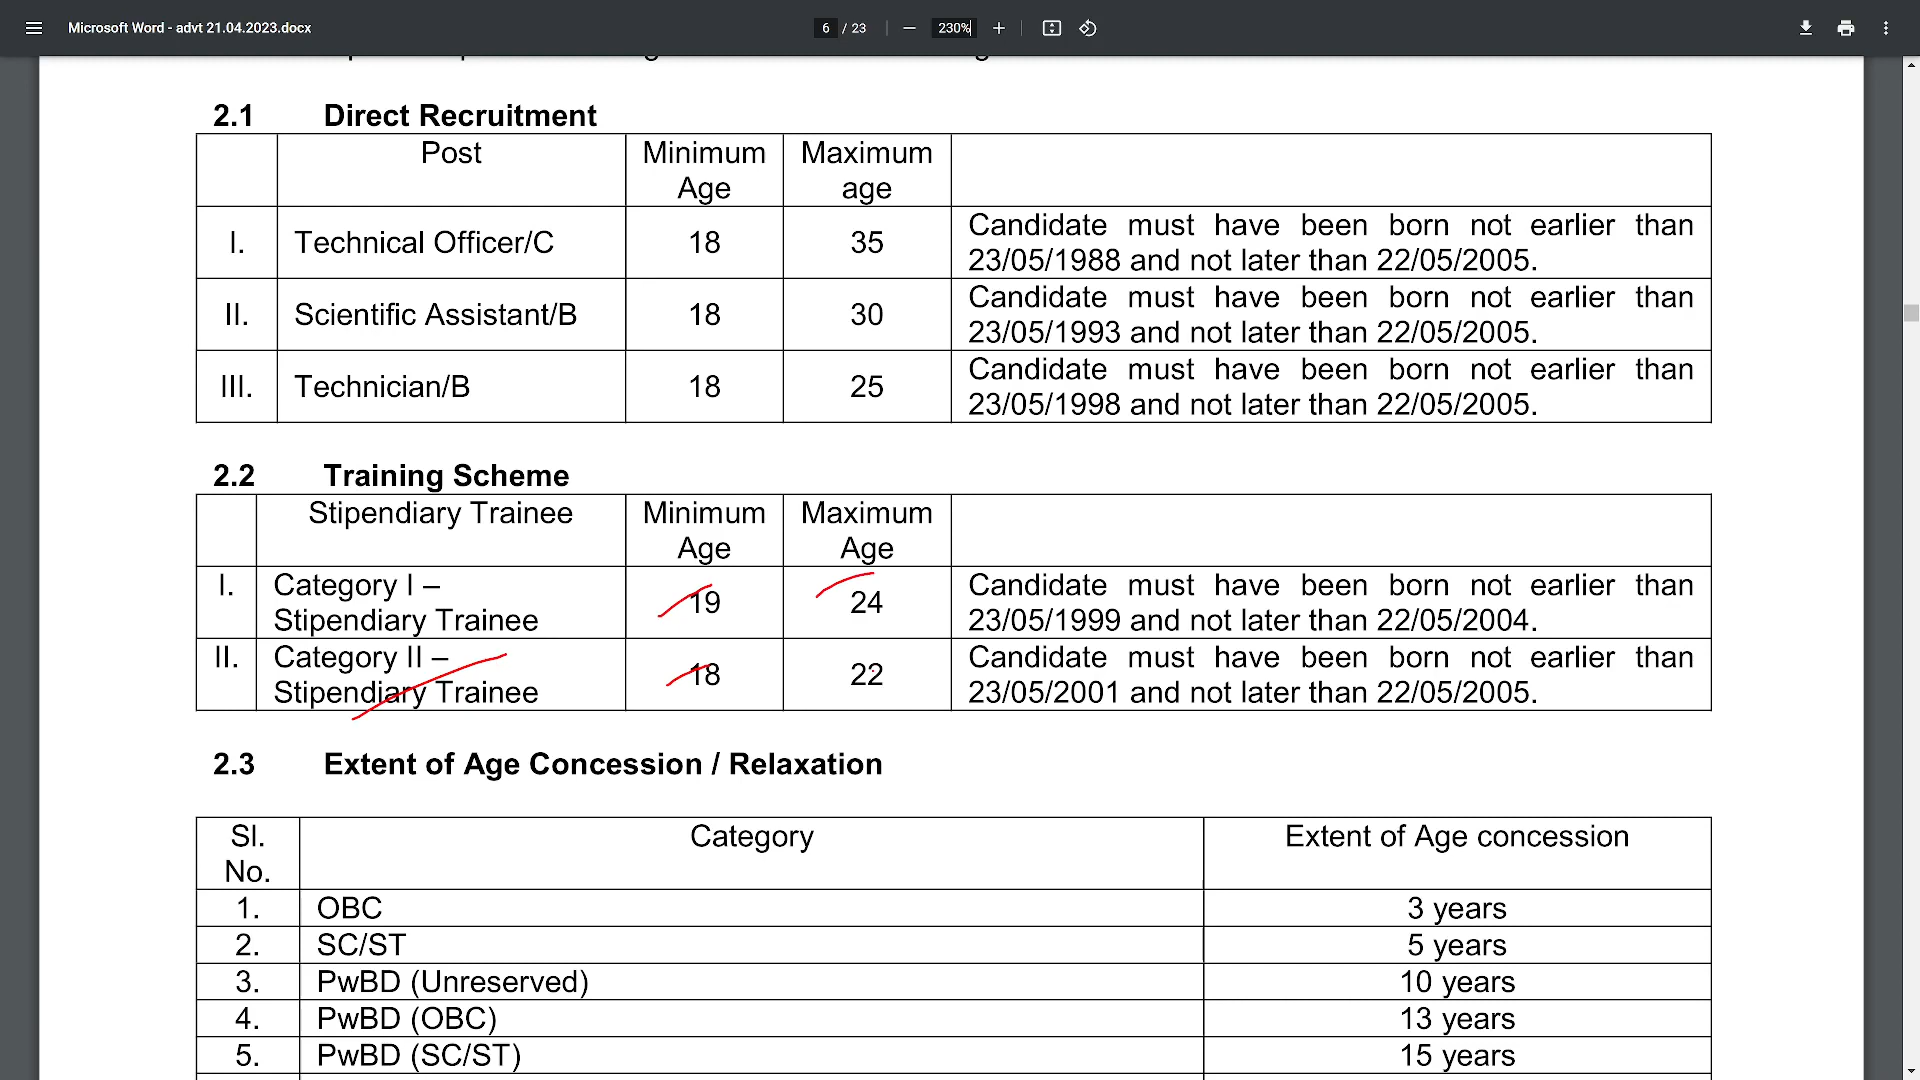 Microsoft Word - advt 21.04.2023.docx
6 / 23
230%
2.1 Direct Recruitment
Post Minimum Age Maximum age
I. Technical Officer/C 18 35 Candidate must have been born not earlier than
23/05/1988 and not later than 22/05/2005.
II. Scientific Assistant/B 18 30 Candidate must have been born not earlier than
23/05/1993 and not later than 22/05/2005.
III. Technician/B 18 25 Candidate must have been born not earlier than
23/05/1998 and not later than 22/05/2005.
2.2 Training Scheme
Stipendiary Trainee Minimum Age Maximum Age
I. Category I –
Stipendiary Trainee 19 24 Candidate must have been born not earlier than
23/05/1999 and not later than 22/05/2004.
II. Category II –
Stipendiary Trainee 18 22 Candidate must have been born not earlier than
23/05/2001 and not later than 22/05/2005.
2.3 Extent of Age Concession / Relaxation
Sl. No. Category Extent of Age concession
1. OBC 3 years
2. SC/ST 5 years
3. PwBD (Unreserved) 10 years
4. PwBD (OBC) 13 years
5. PwBD (SC/ST) 15 years